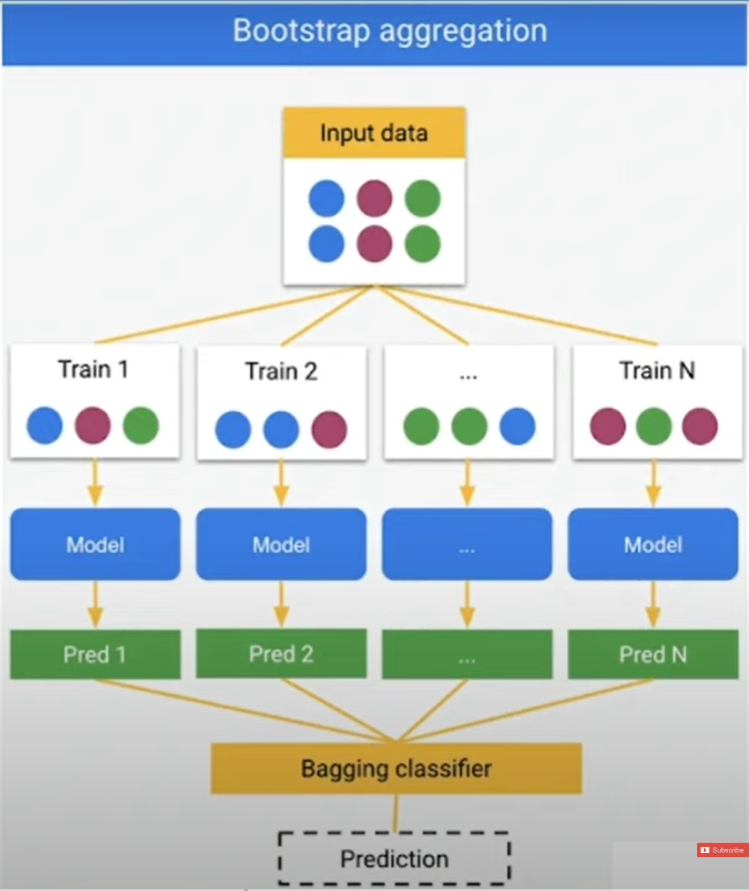 Bootstrap aggregation
Input data
Train 1
Train 2
...
Train N
Model
Model
...
Model
Pred 1
Pred 2
...
Pred N
Bagging classifier
Prediction
Subscribe